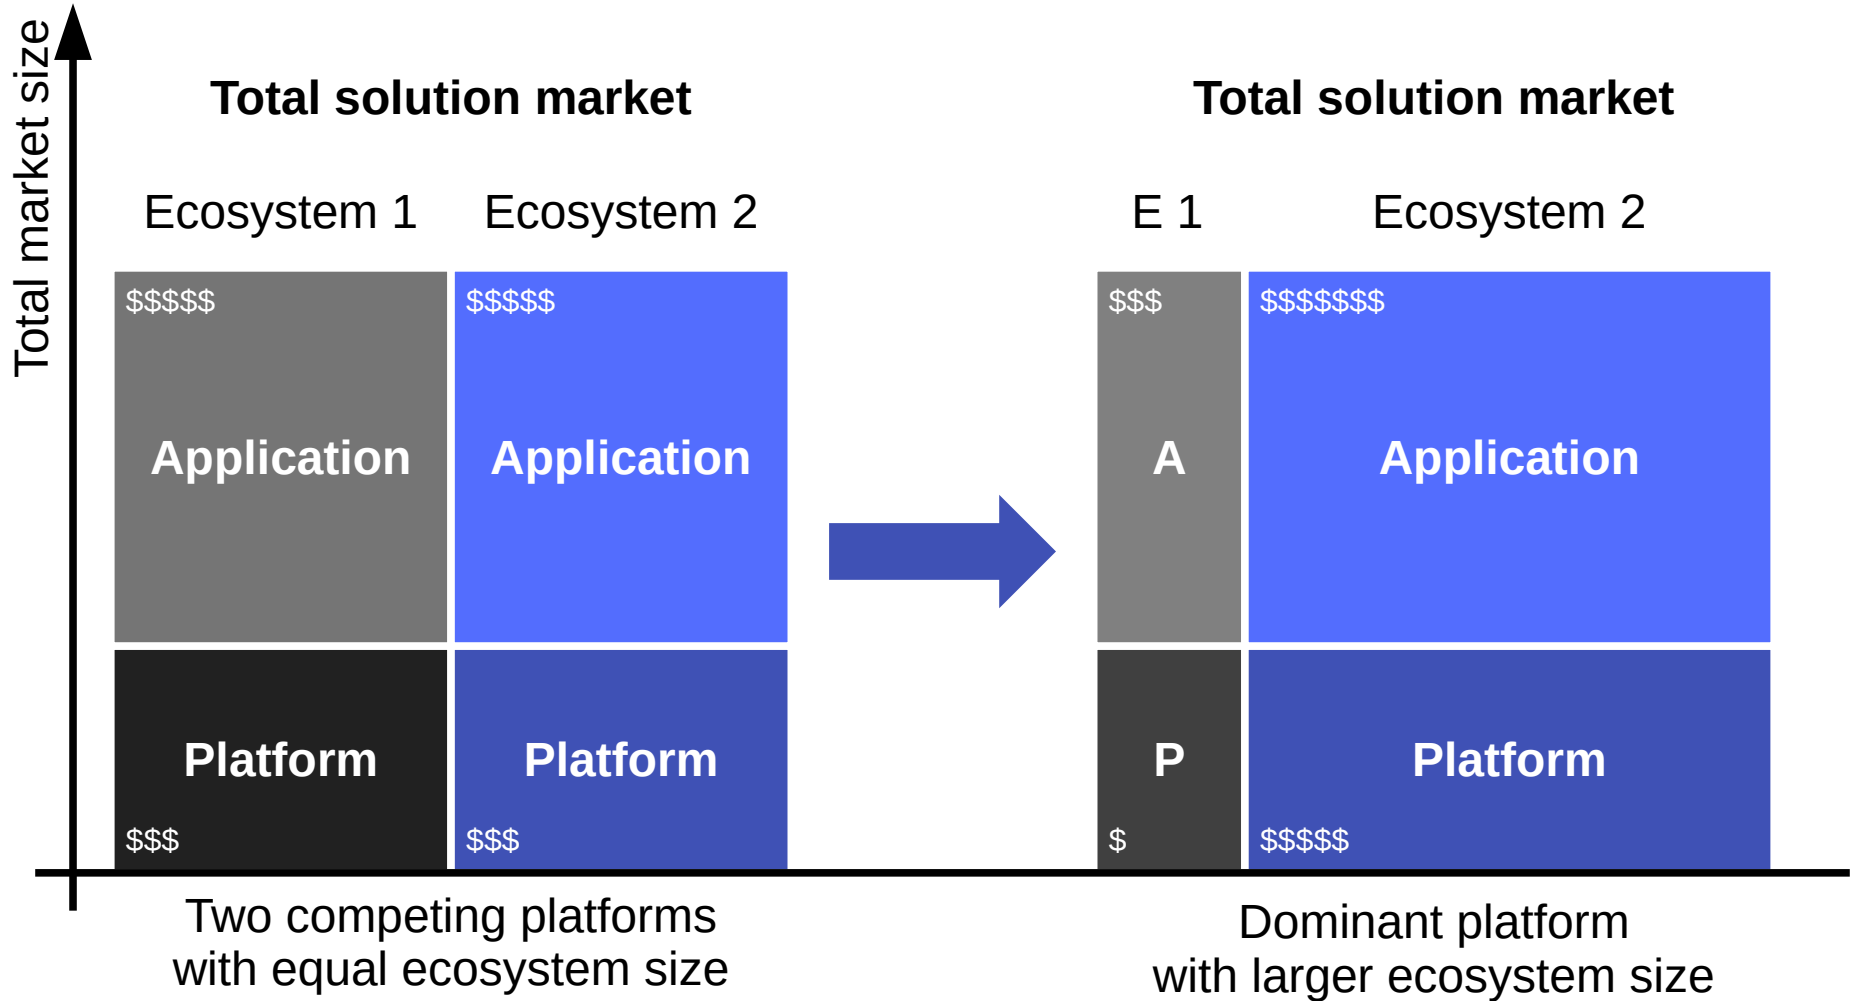 Total market size
Total solution market
Ecosystem 1
Ecosystem 2
$$$$$
$$$$$
Application
Application
Platform
Platform
$$$
$$$
Two competing platforms
with equal ecosystem size
Total solution market
E 1
Ecosystem 2
$$$
$$$$$$$
A
Application
P
Platform
$
$$$$$
Dominant platform
with larger ecosystem size